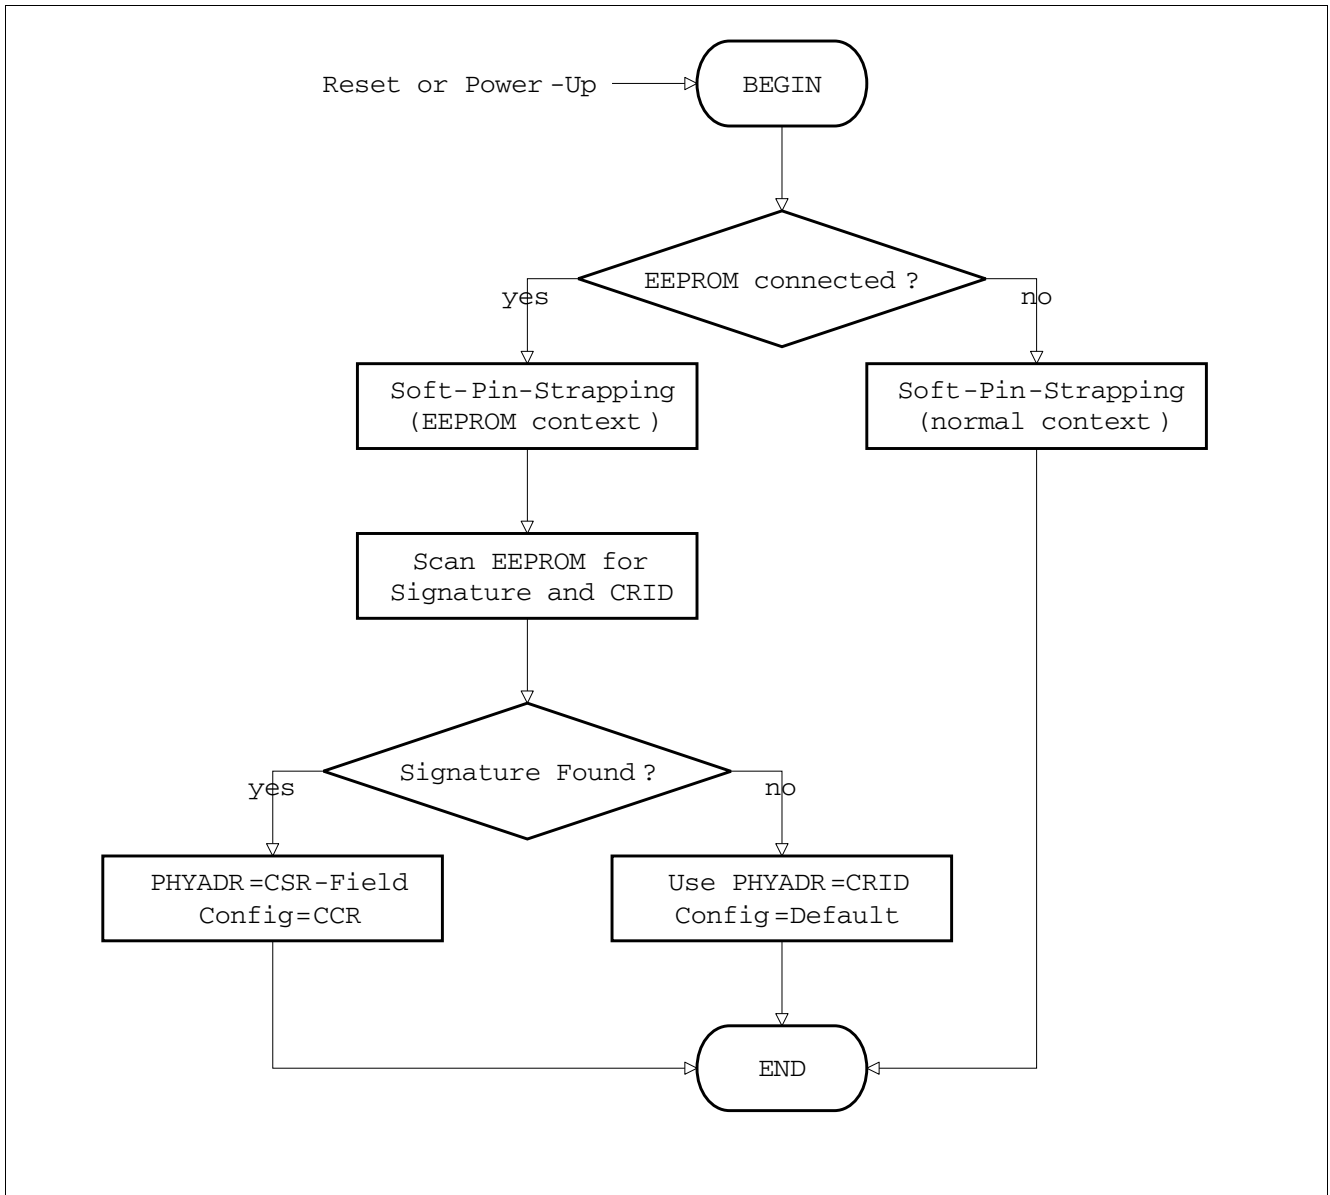 Reset or Power-Up
BEGIN
EEPROM connected?
yes
no
Soft-Pin-Strapping
(EEPROM context)
Soft-Pin-Strapping
(normal context)
Scan EEPROM for
Signature and CRID
Signature Found?
yes
no
PHYADR=CSR-Field
Config=CCR
Use PHYADR=CRID
Config=Default
END